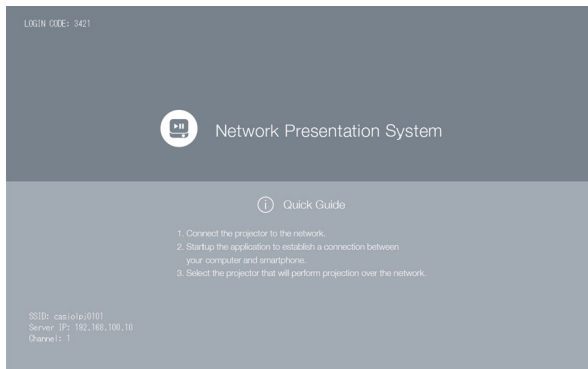 LOGIN CODE: 3421
Network Presentation System
Quick Guide
1. Connect the projector to the network.
2. Startup the application to establish a connection between
your computer and smartphone.
3. Select the projector that will perform projection over the network.
SSID: casiolpj0101
Server IP: 192.168.100.10
Channel: 1